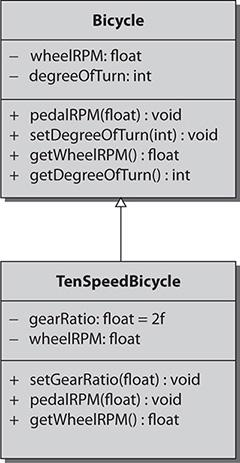 Bicycle
− wheelRPM: float
− degreeOfTurn: int
+ pedalRPM(float) : void
+ setDegreeOfTurn(int) : void
+ getWheelRPM() : float
+ getDegreeOfTurn() : int
TenSpeedBicycle
− gearRatio: float = 2f
− wheelRPM: float
+ setGearRatio(float) : void
+ pedalRPM(float) : void
+ getWheelRPM() : float